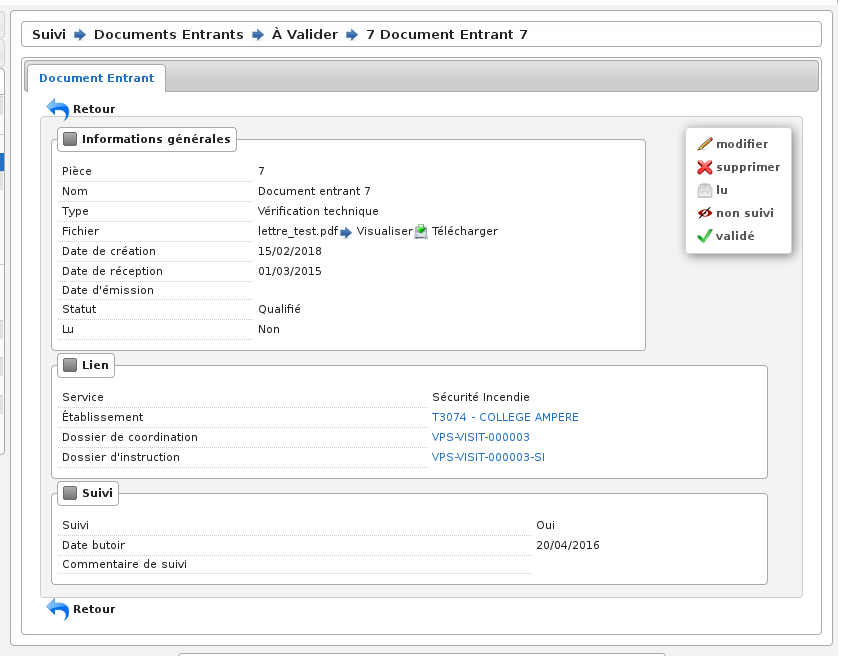 Suivi Documents Entrants À Valider 7 Document Entrant 7
Document Entrant
Retour
Informations générales
Pièce 7
Nom Document entrant 7
Type Vérification technique
Fichier lettre_test.pdf Visualiser Télécharger
Date de création 15/02/2018
Date de réception 01/03/2015
Date d'émission
Statut Qualifié
Lu Non
modifier
supprimer
lu
non suivi
validé
Lien
Service Sécurité Incendie
Établissement T3074 - COLLEGE AMPERE
Dossier de coordination VPS-VISIT-000003
Dossier d'instruction VPS-VISIT-000003-SI
Suivi
Suivi Oui
Date butoir 20/04/2016
Commentaire de suivi
Retour